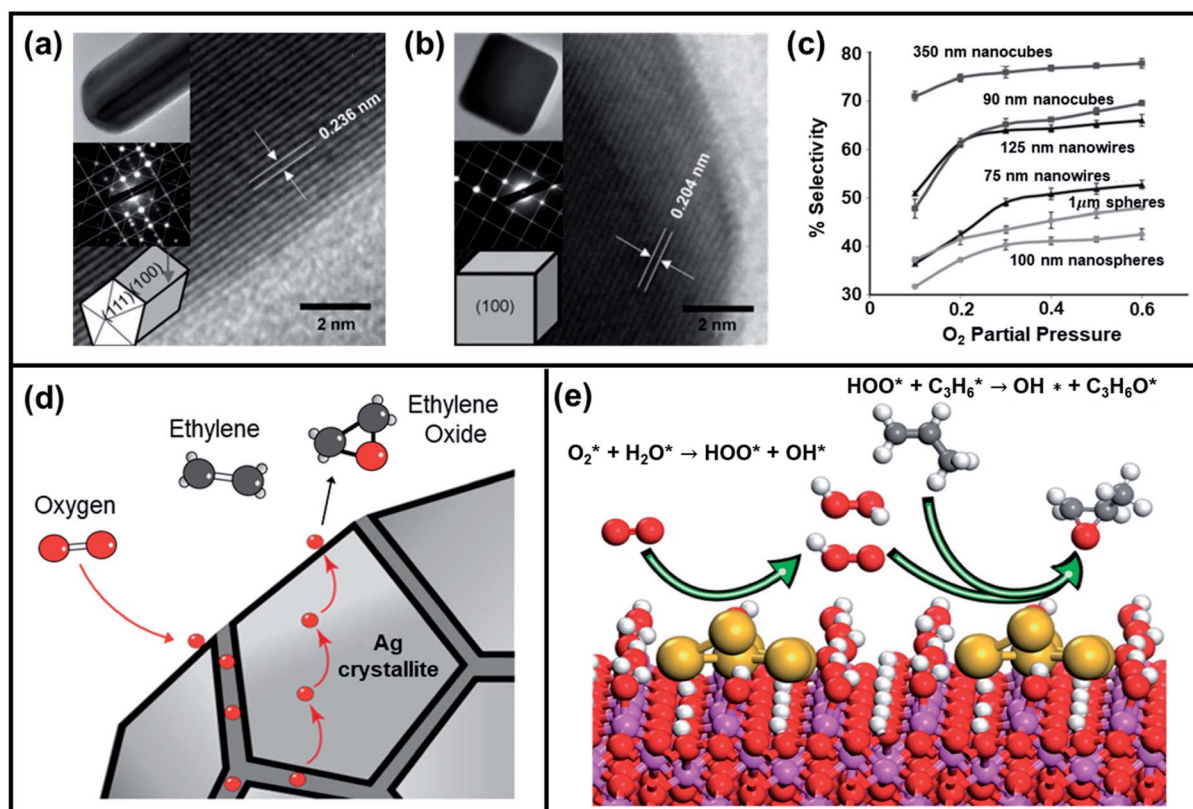 (a)
0.236 nm
(111)
(100)
2 nm
(b)
0.204 nm
(100)
2 nm
(c)
% Selectivity
80
70
60
50
40
30
350 nm nanocubes
90 nm nanocubes
125 nm nanowires
75 nm nanowires
1μm spheres
100 nm nanospheres
0
0.2
0.4
0.6
O₂ Partial Pressure
(d)
Ethylene
Ethylene
Oxide
Oxygen
Ag
crystallite
(e)
HOO* + C₃H₆* → OH * + C₃H₆O*
O₂* + H₂O* → HOO* + OH*